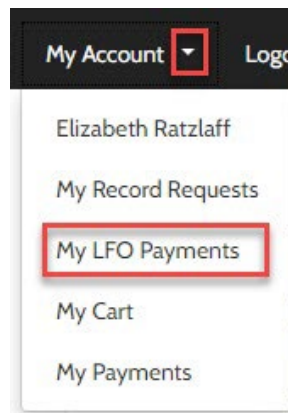 My Account Logo
Elizabeth Ratzlaff
My Record Requests
My LFO Payments
My Cart
My Payments